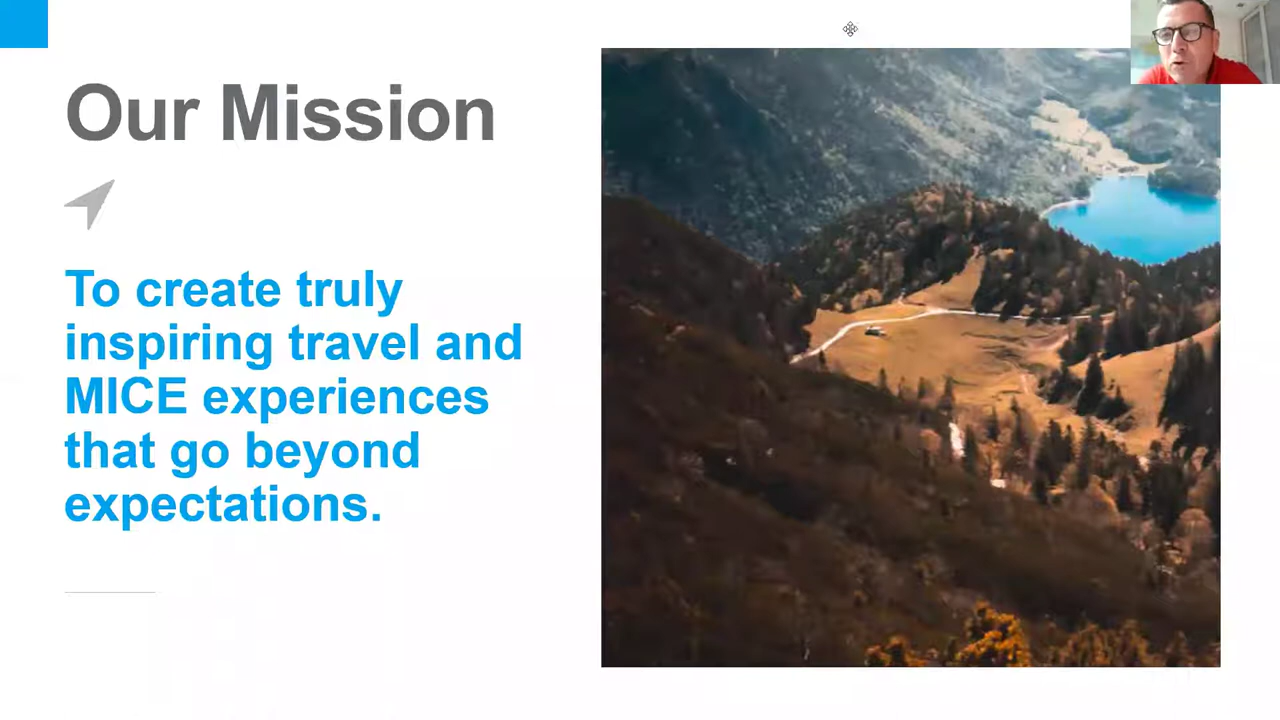 Our Mission
To create truly
inspiring travel and
MICE experiences
that go beyond
expectations.